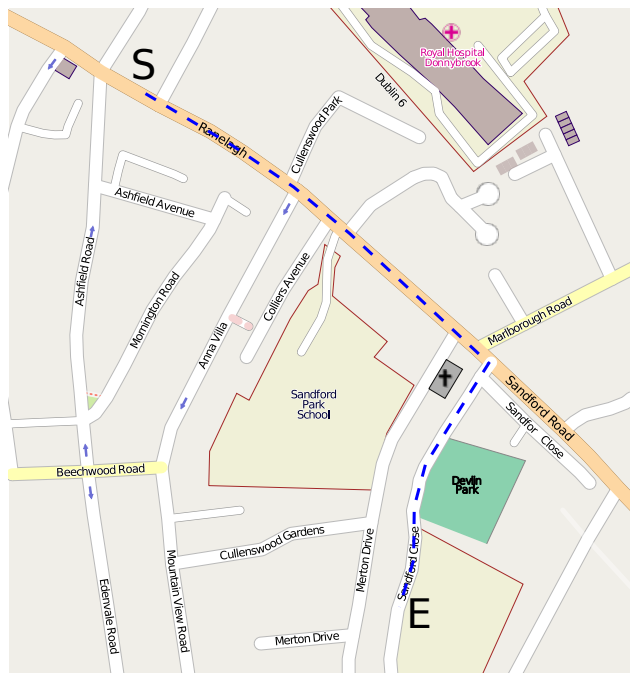 S
Royal Hospital
Donnybrook
Dublin 6
Ranelagh
Cullenswood Park
Ashfield Avenue
Ashfield Road
Mornington Road
Colliers Avenue
Anna Villa
Marlborough Road
Sandford Road
Sandfor Close
Sandford
Park
School
Devlin
Park
Beechwood Road
Cullenswood Gardens
Merton Drive
Sandford Close
Mountain View Road
Edenvale Road
Merton Drive
E